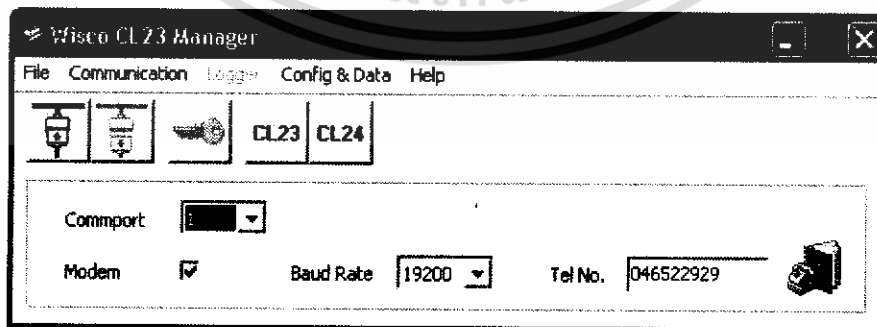 Wisco CL23 Manager
File Communication Logger Config & Data Help
CL23 CL24
Commport 1
Modem Baud Rate 19200 Tel No. 046522929